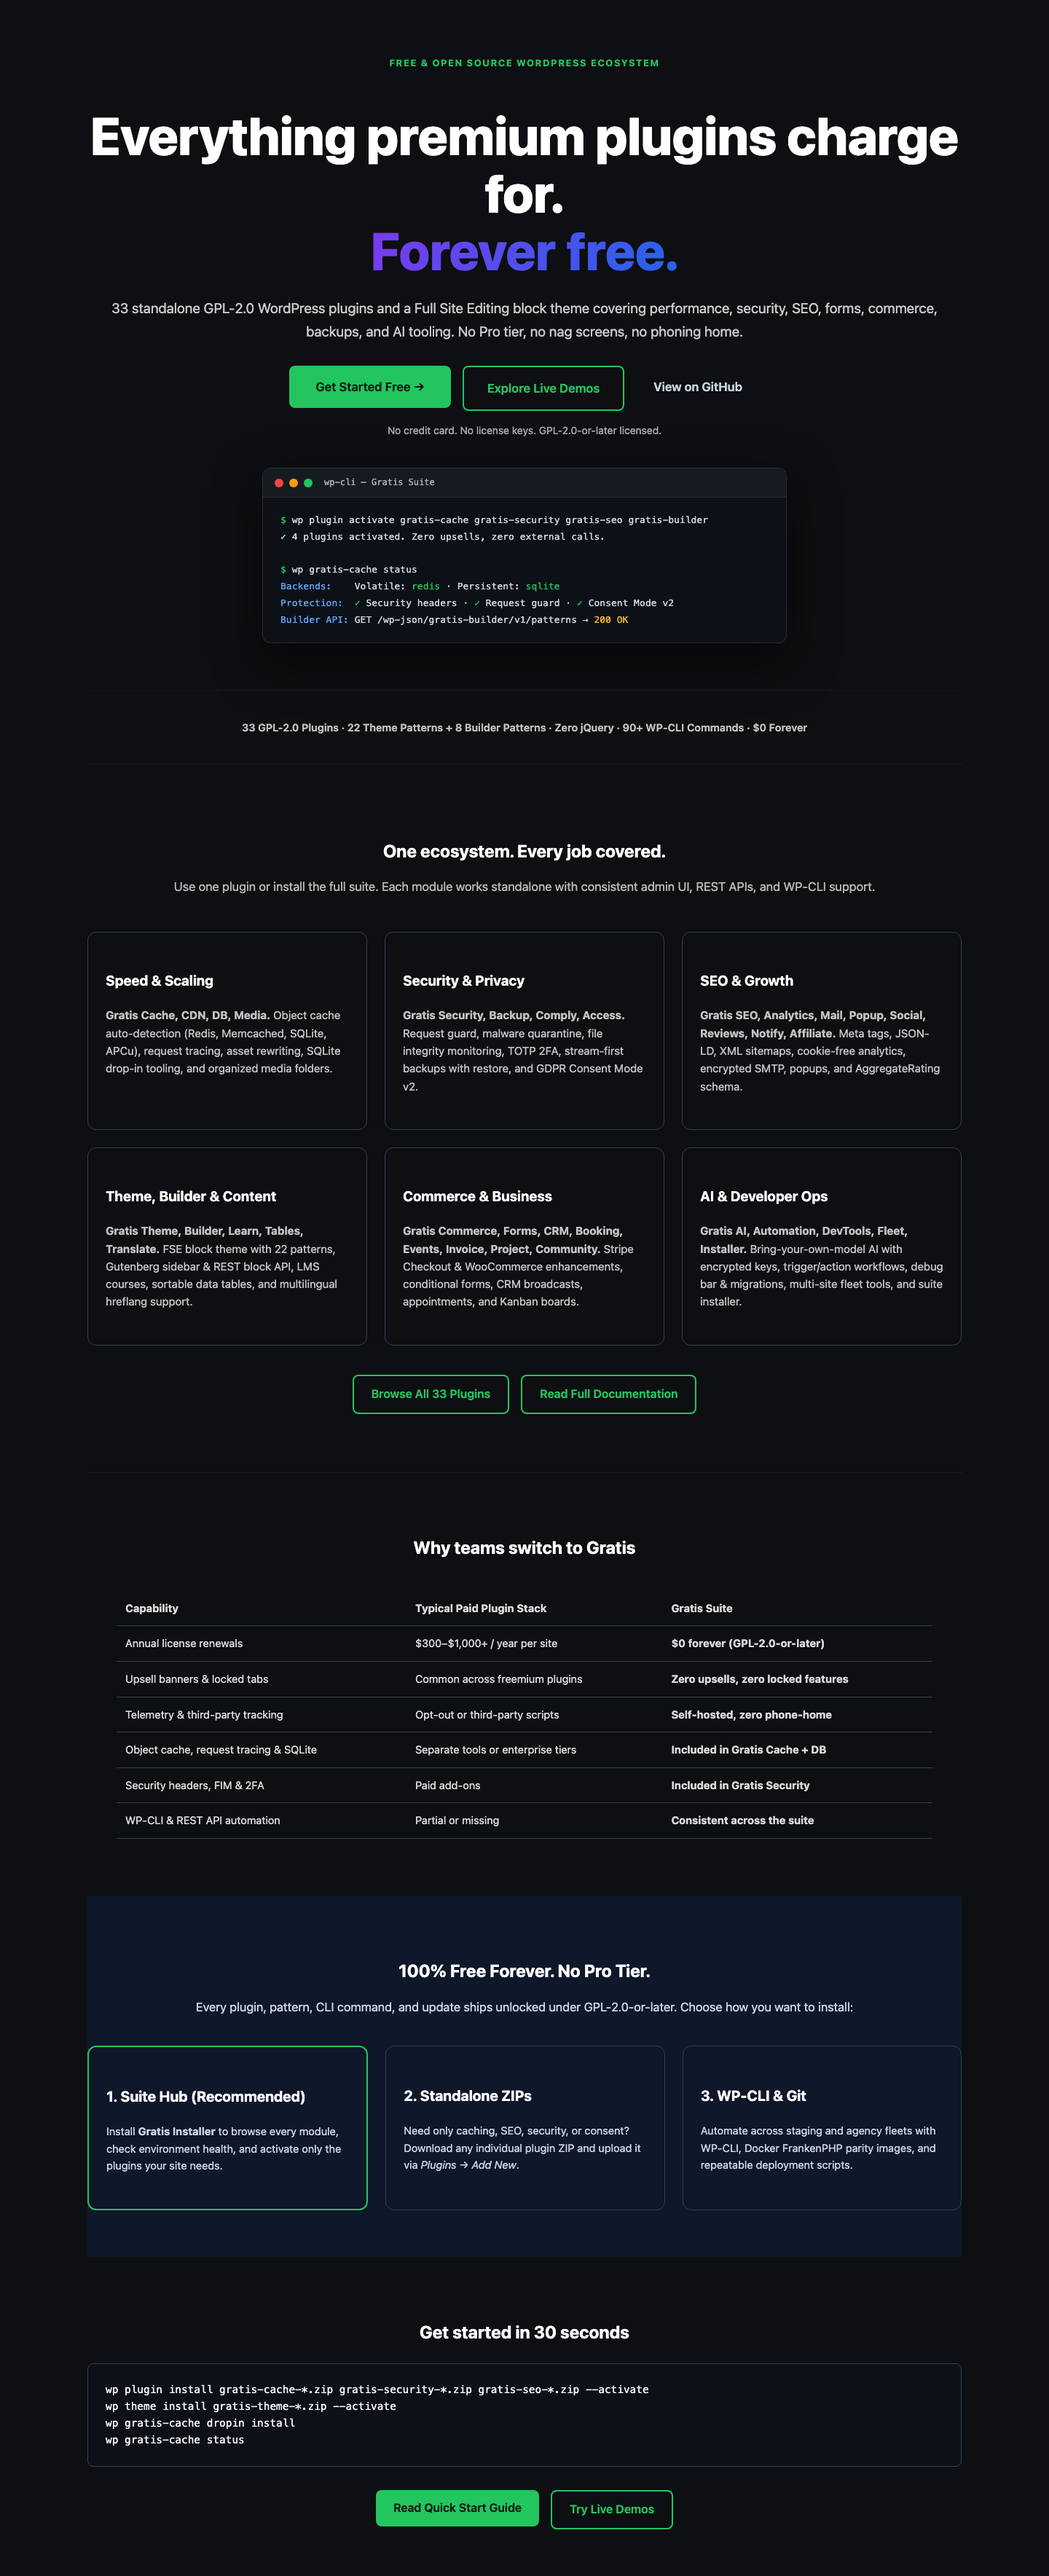 FREE & OPEN SOURCE WORDPRESS ECOSYSTEM
Everything premium plugins charge
for.
Forever free.
33 standalone GPL-2.0 WordPress plugins and a Full Site Editing block theme covering performance, security, SEO, forms, commerce,
backups, and AI tooling. No Pro tier, no nag screens, no phoning home.
Get Started Free →
Explore Live Demos
View on GitHub
No credit card. No license keys. GPL-2.0-or-later licensed.
wp-cli — Gratis Suite
$ wp plugin activate gratis-cache gratis-security gratis-seo gratis-builder
✓ 4 plugins activated. Zero upsells, zero external calls.
$ wp gratis-cache status
Backends: Volatile: redis · Persistent: sqlite
Protection: ✓ Security headers · ✓ Request guard · ✓ Consent Mode v2
Builder API: GET /wp-json/gratis-builder/v1/patterns → 200 OK
33 GPL-2.0 Plugins · 22 Theme Patterns + 8 Builder Patterns · Zero jQuery · 90+ WP-CLI Commands · $0 Forever
One ecosystem. Every job covered.
Use one plugin or install the full suite. Each module works standalone with consistent admin UI, REST APIs, and WP-CLI support.
Speed & Scaling
Gratis Cache, CDN, DB, Media. Object cache
auto-detection (Redis, Memcached, SQLite,
APCu), request tracing, asset rewriting, SQLite
drop-in tooling, and organized media folders.
Security & Privacy
Gratis Security, Backup, Comply, Access.
Request guard, malware quarantine, file
integrity monitoring, TOTP 2FA, stream-first
backups with restore, and GDPR Consent Mode
v2.
SEO & Growth
Gratis SEO, Analytics, Mail, Popup, Social,
Reviews, Notify, Affiliate. Meta tags, JSON-
LD, XML sitemaps, cookie-free analytics,
encrypted SMTP, popups, and AggregateRating
schema.
Theme, Builder & Content
Gratis Theme, Builder, Learn, Tables,
Translate. FSE block theme with 22 patterns,
Gutenberg sidebar & REST block API, LMS
courses, sortable data tables, and multilingual
hreflang support.
Commerce & Business
Gratis Commerce, Forms, CRM, Booking,
Events, Invoice, Project, Community. Stripe
Checkout & WooCommerce enhancements,
conditional forms, CRM broadcasts,
appointments, and Kanban boards.
AI & Developer Ops
Gratis AI, Automation, DevTools, Fleet,
Installer. Bring-your-own-model AI with
encrypted keys, trigger/action workflows, debug
bar & migrations, multi-site fleet tools, and suite
installer.
Browse All 33 Plugins
Read Full Documentation
Why teams switch to Gratis
Capability Typical Paid Plugin Stack Gratis Suite
Annual license renewals $300–$1,000+ / year per site $0 forever (GPL-2.0-or-later)
Upsell banners & locked tabs Common across freemium plugins Zero upsells, zero locked features
Telemetry & third-party tracking Opt-out or third-party scripts Self-hosted, zero phone-home
Object cache, request tracing & SQLite Separate tools or enterprise tiers Included in Gratis Cache + DB
Security headers, FIM & 2FA Paid add-ons Included in Gratis Security
WP-CLI & REST API automation Partial or missing Consistent across the suite
100% Free Forever. No Pro Tier.
Every plugin, pattern, CLI command, and update ships unlocked under GPL-2.0-or-later. Choose how you want to install:
1. Suite Hub (Recommended)
Install Gratis Installer to browse every module,
check environment health, and activate only the
plugins your site needs.
2. Standalone ZIPs
Need only caching, SEO, security, or consent?
Download any individual plugin ZIP and upload it
via Plugins → Add New.
3. WP-CLI & Git
Automate across staging and agency fleets with
WP-CLI, Docker FrankenPHP parity images, and
repeatable deployment scripts.
Get started in 30 seconds
wp plugin install gratis-cache-*.zip gratis-security-*.zip gratis-seo-*.zip --activate
wp theme install gratis-theme-*.zip --activate
wp gratis-cache dropin install
wp gratis-cache status
Read Quick Start Guide
Try Live Demos